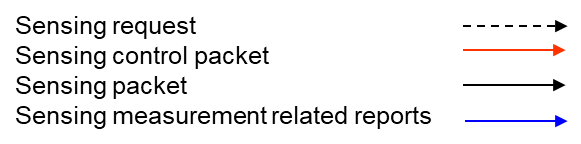 Sensing request
Sensing control packet
Sensing packet
Sensing measurement related reports